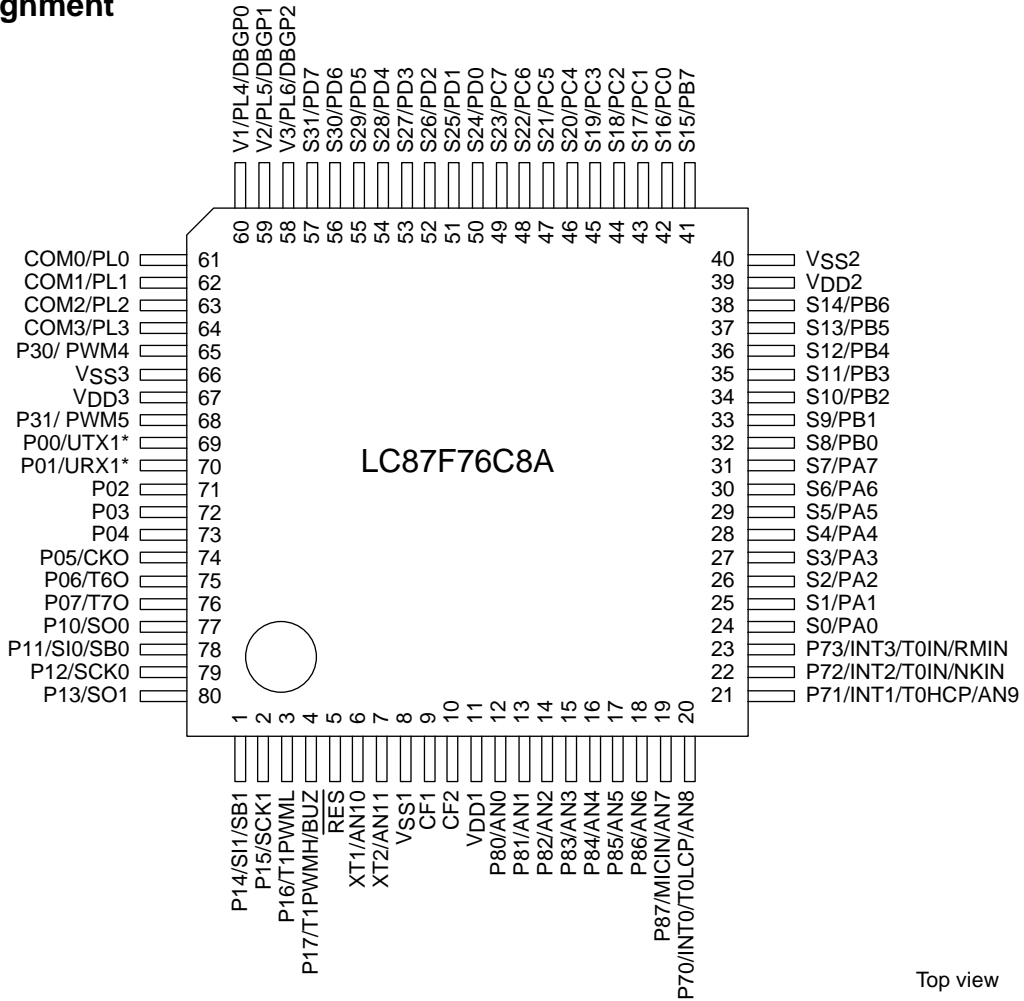 gnment
V1/PL4/DBGP0
V2/PL5/DBGP1
V3/PL6/DBGP2
S31/PD7
S30/PD6
S29/PD5
S28/PD4
S27/PD3
S26/PD2
S25/PD1
S24/PD0
S23/PC7
S22/PC6
S21/PC5
S20/PC4
S19/PC3
S18/PC2
S17/PC1
S16/PC0
S15/PB7
60
59
58
57
56
55
54
53
52
51
50
49
48
47
46
45
44
43
42
41
COM0/PL0 61
COM1/PL1 62
COM2/PL2 63
COM3/PL3 64
P30/ PWM4 65
VSS3 66
VDD3 67
P31/ PWM5 68
P00/UTX1* 69
P01/URX1* 70
P02 71
P03 72
P04 73
P05/CKO 74
P06/T6O 75
P07/T7O 76
P10/SO0 77
P11/SI0/SB0 78
P12/SCK0 79
P13/SO1 80
LC87F76C8A
40 VSS2
39 VDD2
38 S14/PB6
37 S13/PB5
36 S12/PB4
35 S11/PB3
34 S10/PB2
33 S9/PB1
32 S8/PB0
31 S7/PA7
30 S6/PA6
29 S5/PA5
28 S4/PA4
27 S3/PA3
26 S2/PA2
25 S1/PA1
24 S0/PA0
23 P73/INT3/T0IN/RMIN
22 P72/INT2/T0IN/NKIN
21 P71/INT1/T0HCP/AN9
1
2
3
4
5
6
7
8
9
10
11
12
13
14
15
16
17
18
19
20
P14/SI1/SB1
P15/SCK1
P16/T1PWML
P17/T1PWMH/BUZ
RES
XT1/AN10
XT2/AN11
VSS1
CF1
CF2
VDD1
P80/AN0
P81/AN1
P82/AN2
P83/AN3
P84/AN4
P85/AN5
P86/AN6
P87/MICIN/AN7
P70/INT0/T0LCP/AN8
Top view